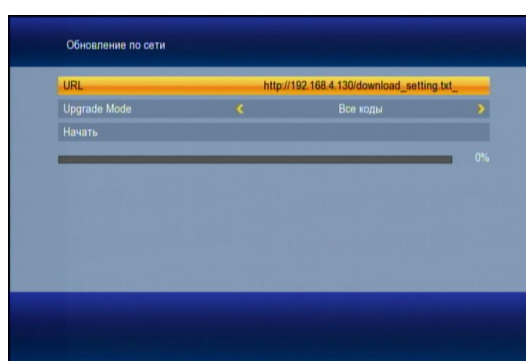 Обновление по сети
URL http://192.168.4.130/download_setting.txt_
Upgrade Mode Все коды
Начать
0%